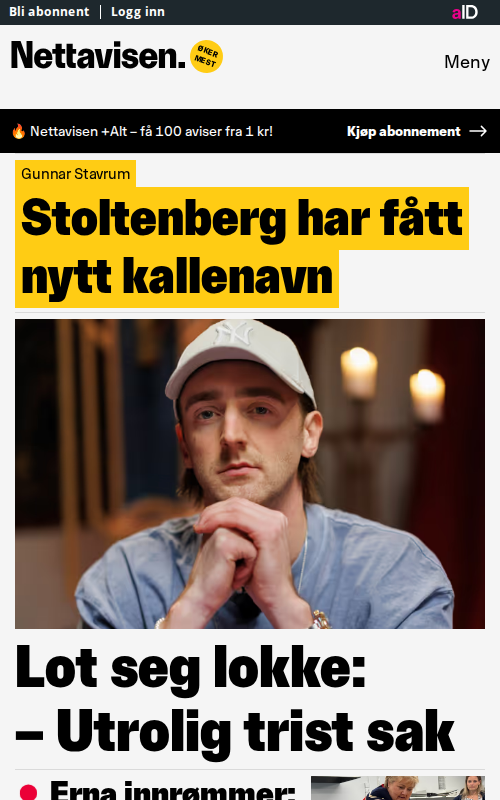 Bli abonnent | Logg inn
aID
Nettavisen.
ØKER
MEST
Meny
🔥 Nettavisen +Alt – få 100 aviser fra 1 kr!
Kjøp abonnement →
Gunnar Stavrum
Stoltenberg har fått
nytt kallenavn
NY
Lot seg lokke:
– Utrolig trist sak
Erna innrømmer: